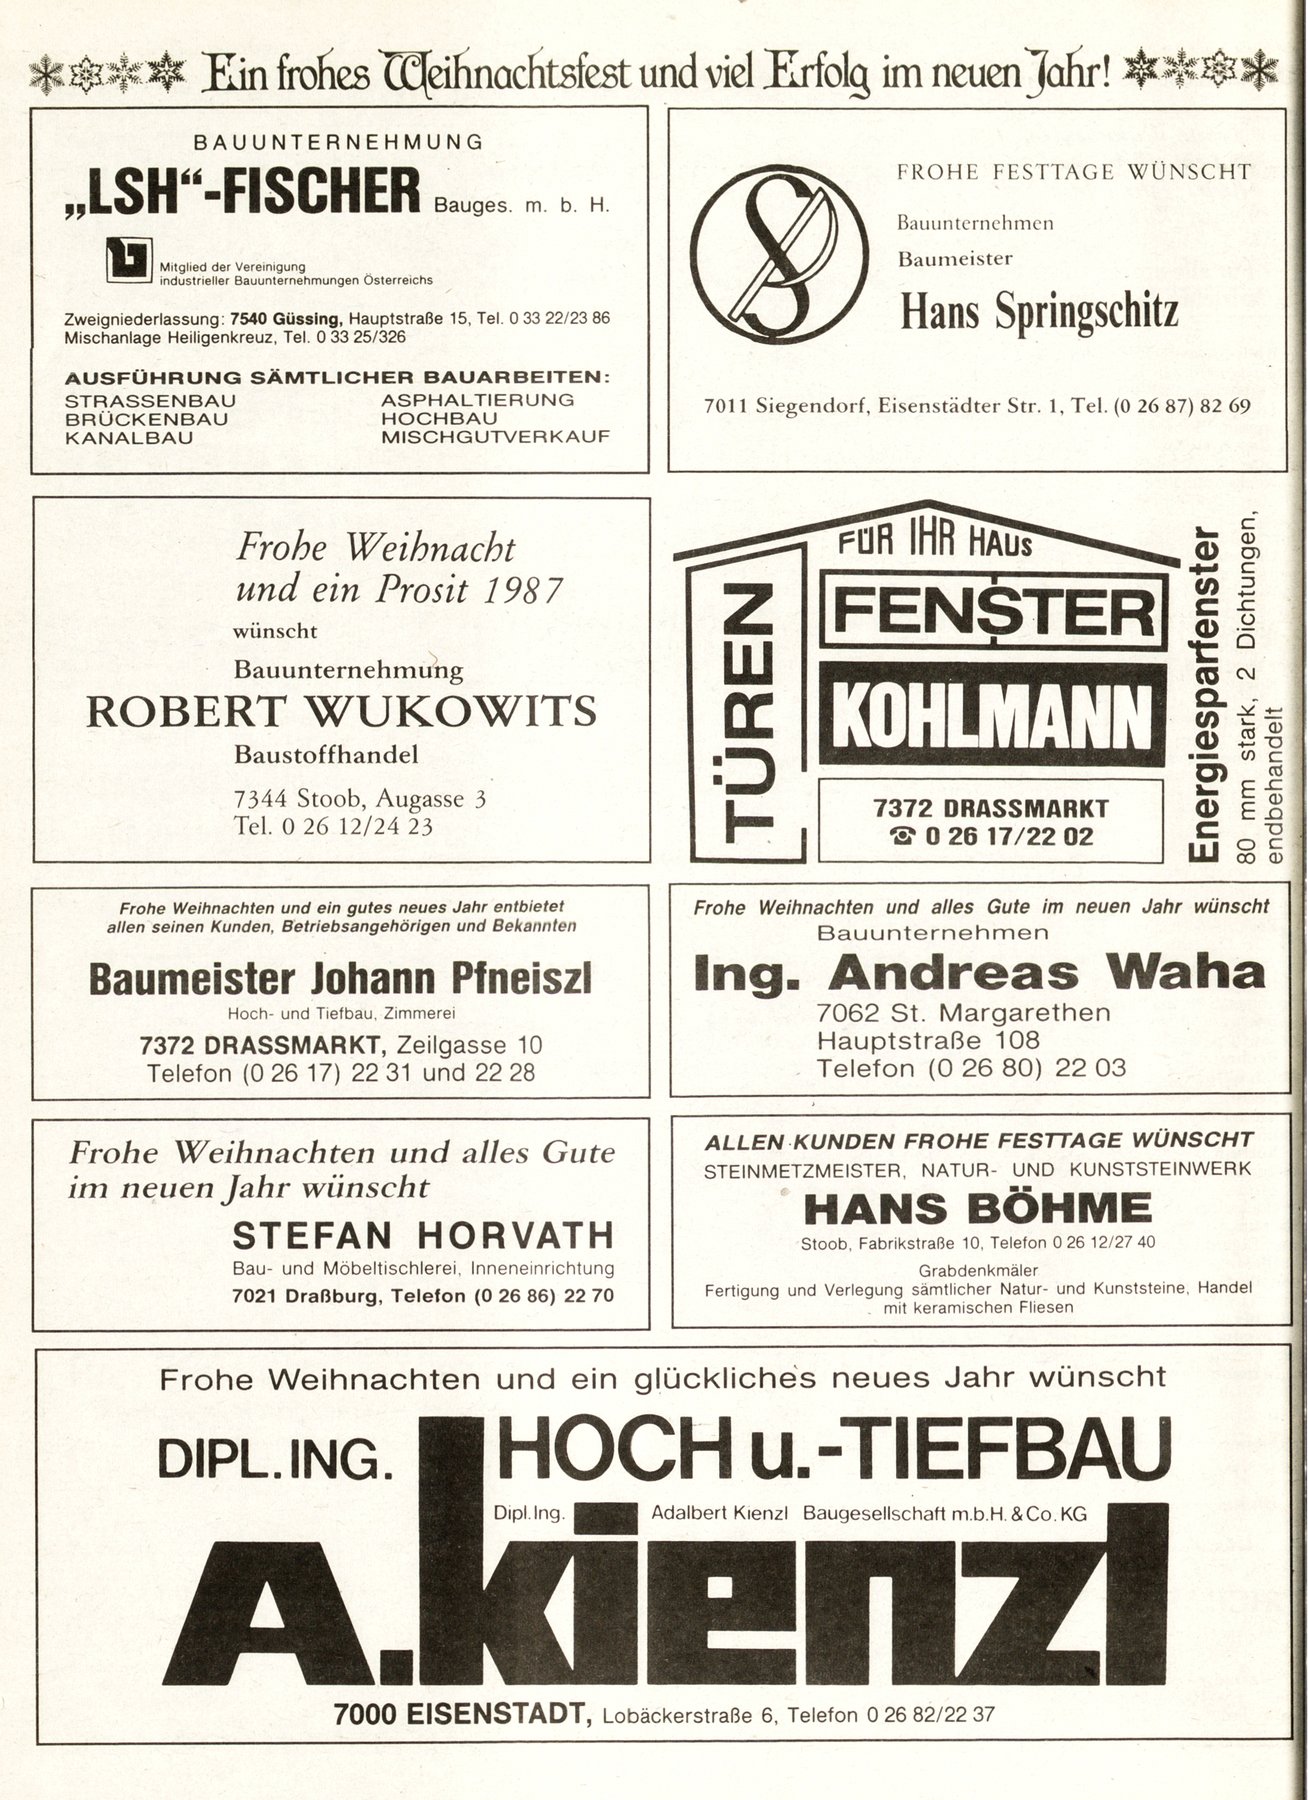 Ein frohes Weihnachtsfest und viel Erfolg im neuen Jahr!
BAUUNTERNEHMUNG
„LSH“-FISCHER Bauges. m. b. H.
Mitglied der Vereinigung
industrieller Bauunternehmungen Österreichs
Zweigniederlassung: 7540 Güssing, Hauptstraße 15, Tel. 0 33 22/23 86
Mischanlage Heiligenkreuz, Tel. 0 33 25/326
AUSFÜHRUNG SÄMTLICHER BAUARBEITEN:
STRASSENBAU ASPHALTIERUNG
BRÜCKENBAU HOCHBAU
KANALBAU MISCHGUTVERKAUF
FROHE FESTTAGE WÜNSCHT
Bauunternehmen
Baumeister
Hans Springschitz
7011 Siegendorf, Eisenstädter Str. 1, Tel. (0 26 87) 82 69
Frohe Weihnacht
und ein Prosit 1987
wünscht
Bauunternehmung
ROBERT WUKOWITS
Baustoffhandel
7344 Stoob, Augasse 3
Tel. 0 26 12/24 23
FÜR IHR HAUS
TÜREN
FENSTER
KOHLMANN
7372 DRASSMARKT
☎ 0 26 17/22 02
Energiesparfenster
80 mm stark, 2 Dichtungen,
endbehandelt
Frohe Weihnachten und ein gutes neues Jahr entbietet
allen seinen Kunden, Betriebsangehörigen und Bekannten
Baumeister Johann Pfneiszl
Hoch- und Tiefbau, Zimmerei
7372 DRASSMARKT, Zeilgasse 10
Telefon (0 26 17) 22 31 und 22 28
Frohe Weihnachten und alles Gute im neuen Jahr wünscht
Bauunternehmen
Ing. Andreas Waha
7062 St. Margarethen
Hauptstraße 108
Telefon (0 26 80) 22 03
Frohe Weihnachten und alles Gute
im neuen Jahr wünscht
STEFAN HORVATH
Bau- und Möbeltischlerei, Inneneinrichtung
7021 Draßburg, Telefon (0 26 86) 22 70
ALLEN KUNDEN FROHE FESTTAGE WÜNSCHT
STEINMETZMEISTER, NATUR- UND KUNSTSTEINWERK
HANS BÖHME
Stoob, Fabrikstraße 10, Telefon 0 26 12/27 40
Grabdenkmäler
Fertigung und Verlegung sämtlicher Natur- und Kunststeine, Handel
mit keramischen Fliesen
Frohe Weihnachten und ein glückliches neues Jahr wünscht
DIPL.ING. HOCH u.-TIEFBAU
Dipl.Ing. Adalbert Kienzl Baugesellschaft m.b.H. & Co. KG
A.kienzl
7000 EISENSTADT, Lobäckerstraße 6, Telefon 0 26 82/22 37